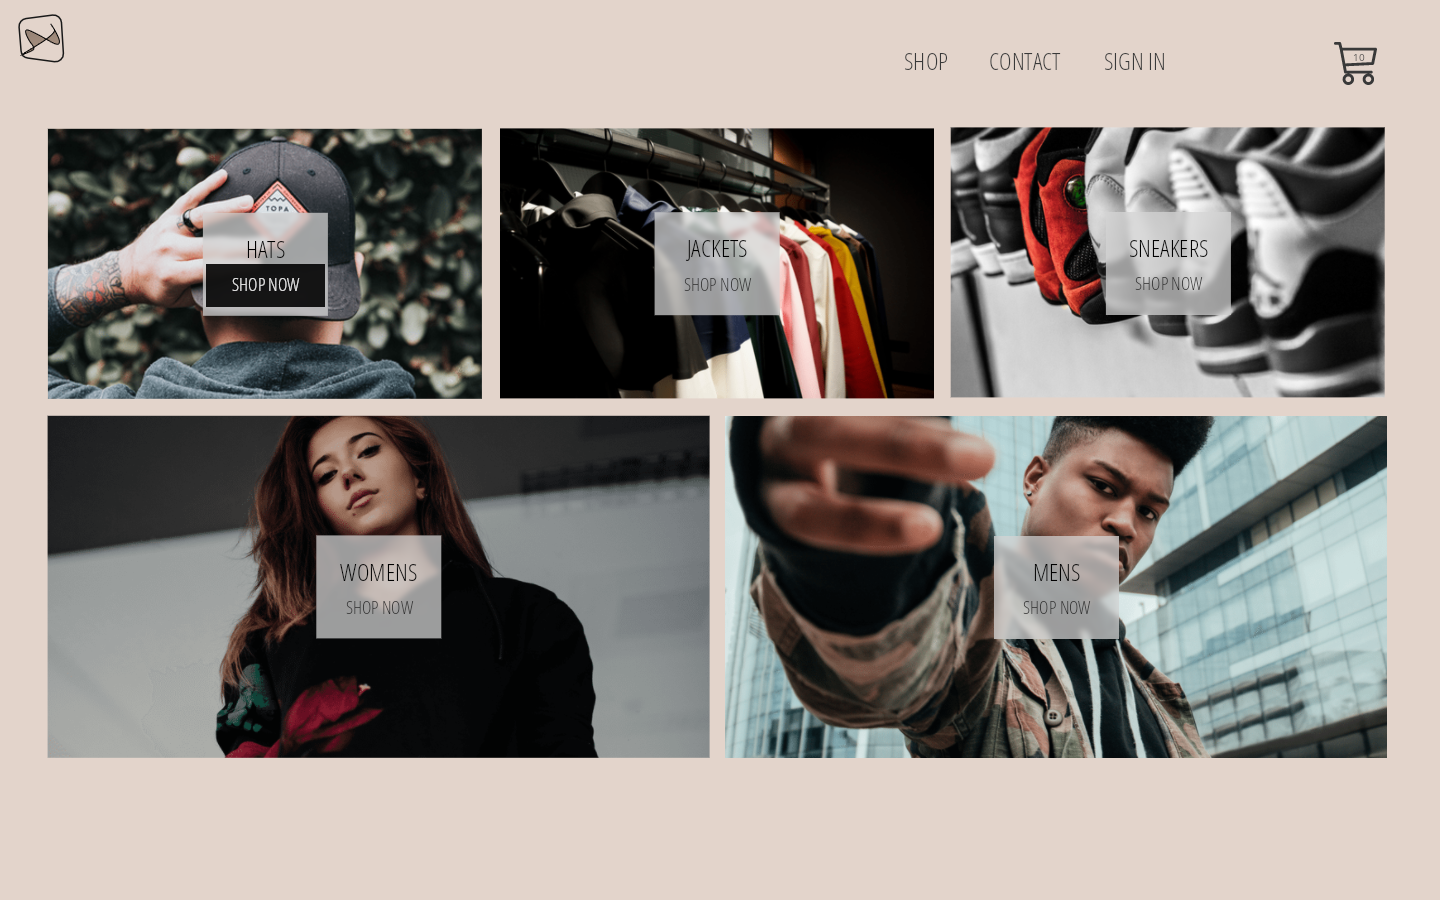 SHOP CONTACT SIGN IN
10
TOPA
HATS
SHOP NOW
JACKETS
SHOP NOW
SNEAKERS
SHOP NOW
WOMENS
SHOP NOW
MENS
SHOP NOW